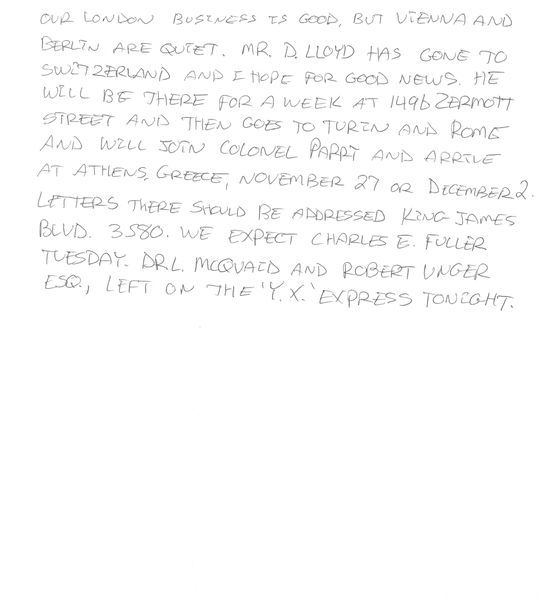 OUR LONDON BUSINESS IS GOOD, BUT VIENNA AND
BERLIN ARE QUIET. MR. D. LLOYD HAS GONE TO
SWITZERLAND AND I HOPE FOR GOOD NEWS. HE
WILL BE THERE FOR A WEEK AT 1496 ZERMOTT
STREET AND THEN GOES TO TURIN AND ROME
AND WILL JOIN COLONEL PARRI AND ARRIVE
AT ATHENS, GREECE, NOVEMBER 27 OR DECEMBER 2.
LETTERS THERE SHOULD BE ADDRESSED KING JAMES
BLVD. 3580. WE EXPECT CHARLES E. FULLER
TUESDAY. DR L. MCQUAID AND ROBERT UNGER
ESQ., LEFT ON THE 'Y.X.' EXPRESS TONIGHT.